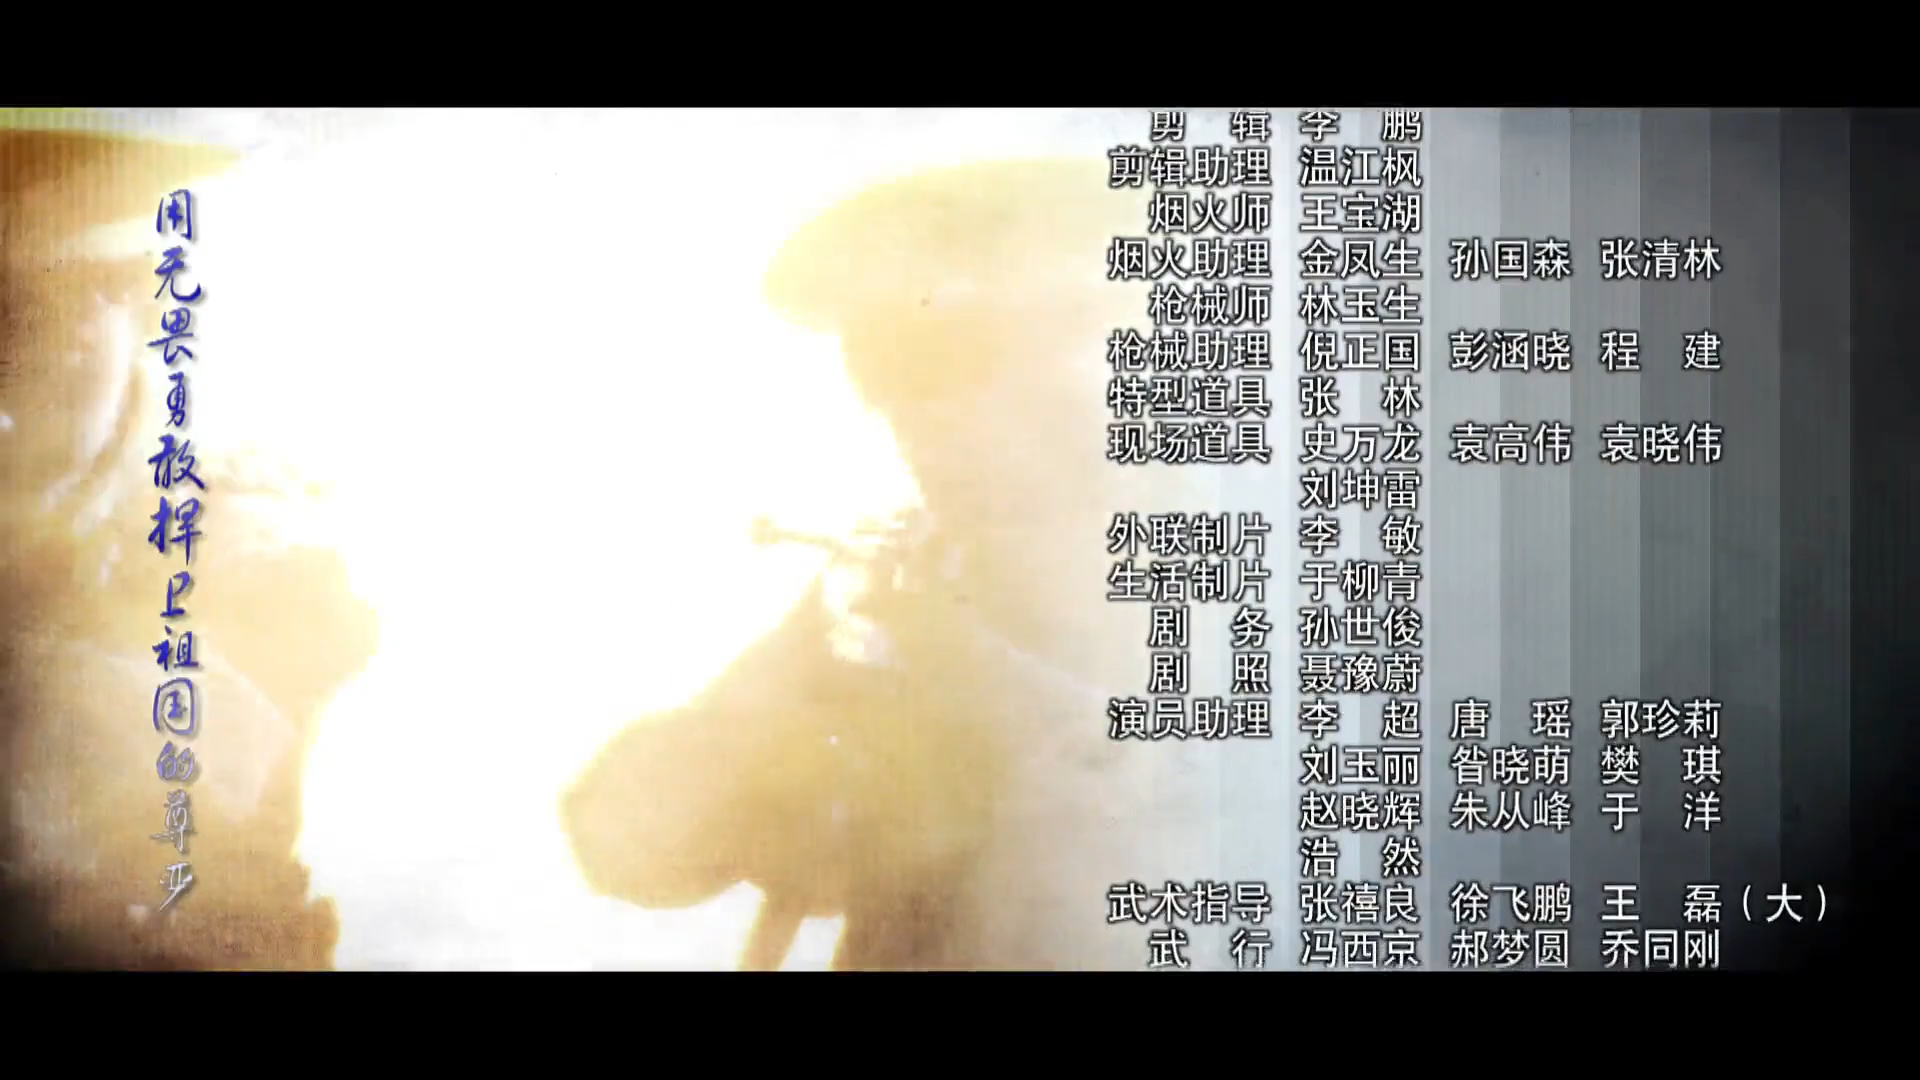 用无畏勇敢捍卫祖国的尊严
剪 辑 李 鹏
剪辑助理 温江枫
烟火师 王宝湖
烟火助理 金凤生 孙国森 张清林
枪械师 林玉生
枪械助理 倪正国 彭涵晓 程 建
特型道具 张 林
现场道具 史万龙 袁高伟 袁晓伟
刘坤雷
外联制片 李 敏
生活制片 于柳青
剧 务 孙世俊
剧 照 聂豫蔚
演员助理 李 超 唐 瑶 郭珍莉
刘玉丽 昝晓萌 樊 琪
赵晓辉 朱从峰 于 洋
浩 然
武术指导 张禧良 徐飞鹏 王 磊（大）
武 行 冯西京 郝梦圆 乔同刚